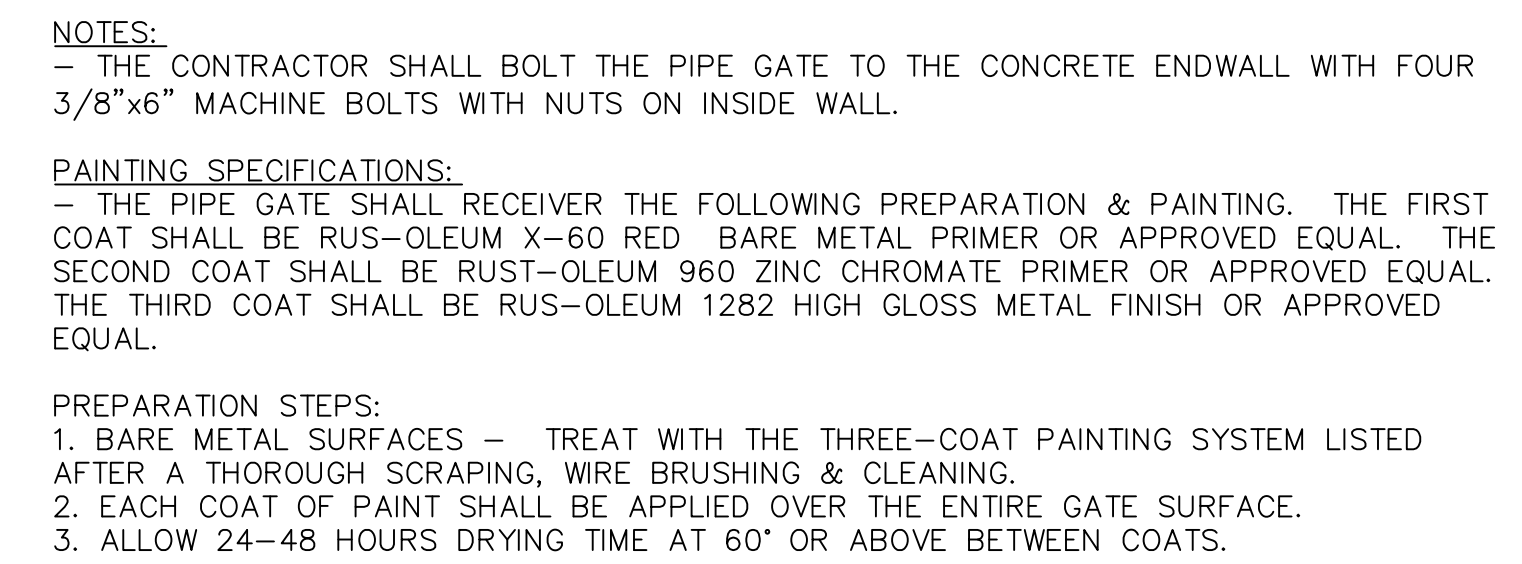 NOTES:
– THE CONTRACTOR SHALL BOLT THE PIPE GATE TO THE CONCRETE ENDWALL WITH FOUR
3/8"x6" MACHINE BOLTS WITH NUTS ON INSIDE WALL.
PAINTING SPECIFICATIONS:
– THE PIPE GATE SHALL RECEIVER THE FOLLOWING PREPARATION & PAINTING. THE FIRST
COAT SHALL BE RUS–OLEUM X–60 RED BARE METAL PRIMER OR APPROVED EQUAL. THE
SECOND COAT SHALL BE RUST–OLEUM 960 ZINC CHROMATE PRIMER OR APPROVED EQUAL.
THE THIRD COAT SHALL BE RUS–OLEUM 1282 HIGH GLOSS METAL FINISH OR APPROVED
EQUAL.
PREPARATION STEPS:
1. BARE METAL SURFACES – TREAT WITH THE THREE–COAT PAINTING SYSTEM LISTED
AFTER A THOROUGH SCRAPING, WIRE BRUSHING & CLEANING.
2. EACH COAT OF PAINT SHALL BE APPLIED OVER THE ENTIRE GATE SURFACE.
3. ALLOW 24–48 HOURS DRYING TIME AT 60° OR ABOVE BETWEEN COATS.